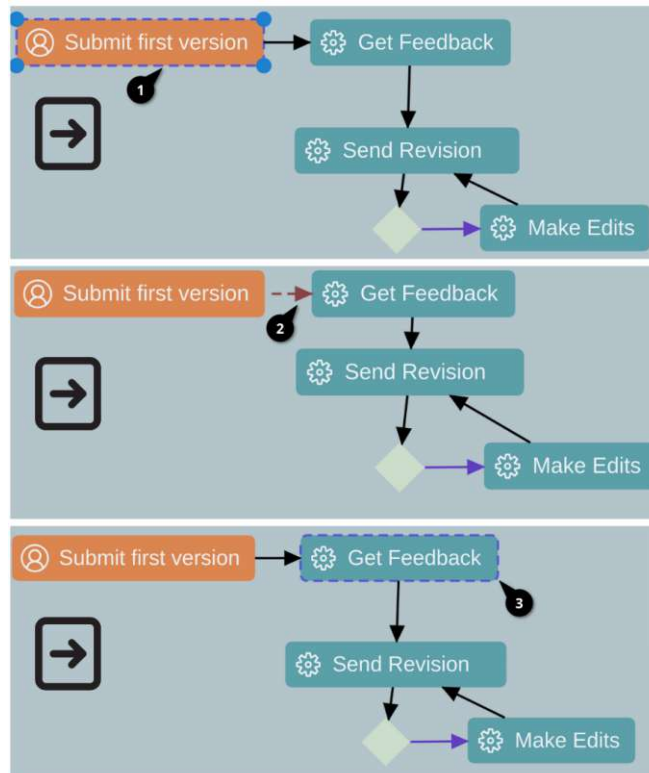 Submit first version
Get Feedback
1
Send Revision
Make Edits
Submit first version
Get Feedback
2
Send Revision
Make Edits
Submit first version
Get Feedback
3
Send Revision
Make Edits